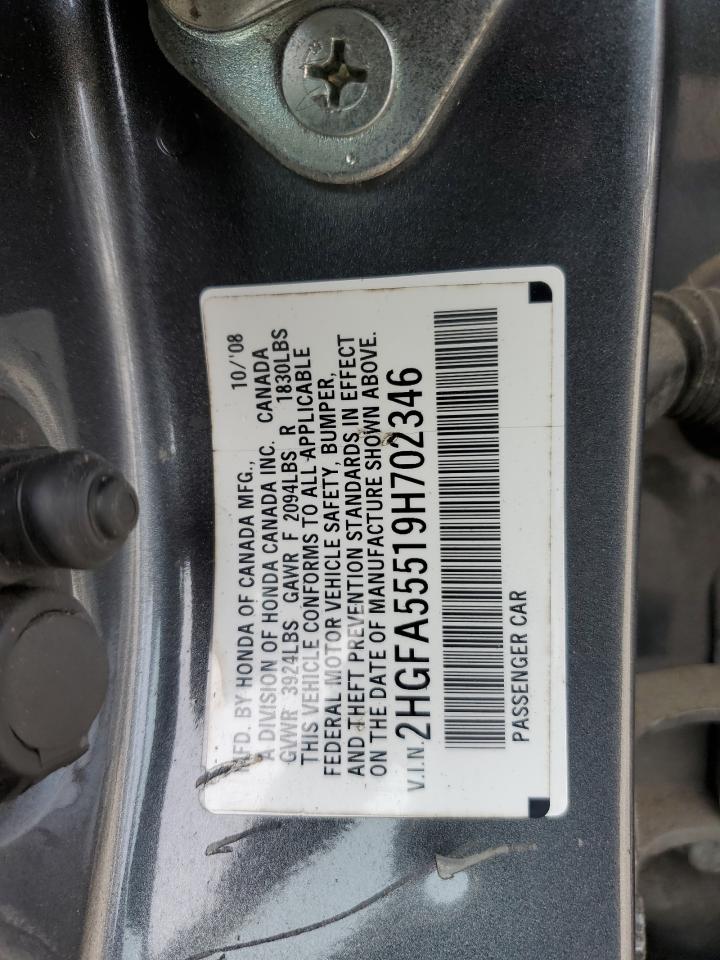 MFD. BY HONDA OF CANADA MFG., 10/'08
A DIVISION OF HONDA CANADA INC. CANADA
GVWR 3924LBS GAWR F 2094LBS R 1830LBS
THIS VEHICLE CONFORMS TO ALL APPLICABLE
FEDERAL MOTOR VEHICLE SAFETY, BUMPER,
AND THEFT PREVENTION STANDARDS IN EFFECT
ON THE DATE OF MANUFACTURE SHOWN ABOVE.
V.I.N. 2HGFA55519H702346
PASSENGER CAR